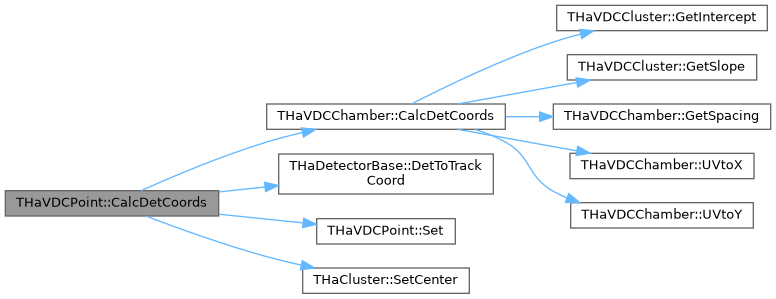 THaVDCPoint::CalcDetCoords
THaVDCChamber::CalcDetCoords
THaVDCCluster::GetIntercept
THaVDCCluster::GetSlope
THaVDCChamber::GetSpacing
THaVDCChamber::UVtoX
THaVDCChamber::UVtoY
THaDetectorBase::DetToTrack
Coord
THaVDCPoint::Set
THaCluster::SetCenter